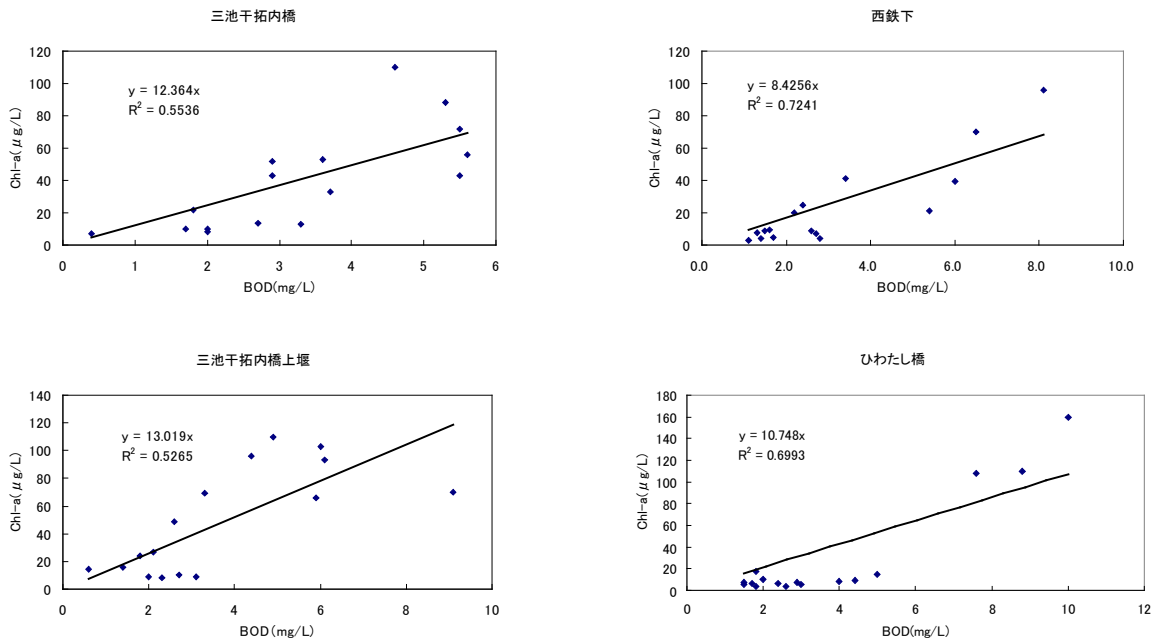 三池干拓内橋
120
100
80
60
40
20
0
Chl-a(μg/L)
y = 12.364x
R² = 0.5536
0 1 2 3 4 5 6
BOD(mg/L)
西鉄下
120
100
80
60
40
20
0
Chl-a(μg/L)
y = 8.4256x
R² = 0.7241
0.0 2.0 4.0 6.0 8.0 10.0
BOD(mg/L)
三池干拓内橋上堰
140
120
100
80
60
40
20
0
Chl-a(μg/L)
y = 13.019x
R² = 0.5265
0 2 4 6 8 10
BOD(mg/L)
ひわたし橋
180
160
140
120
100
80
60
40
20
0
Chl-a(μg/L)
y = 10.748x
R² = 0.6993
0 2 4 6 8 10 12
BOD(mg/L)